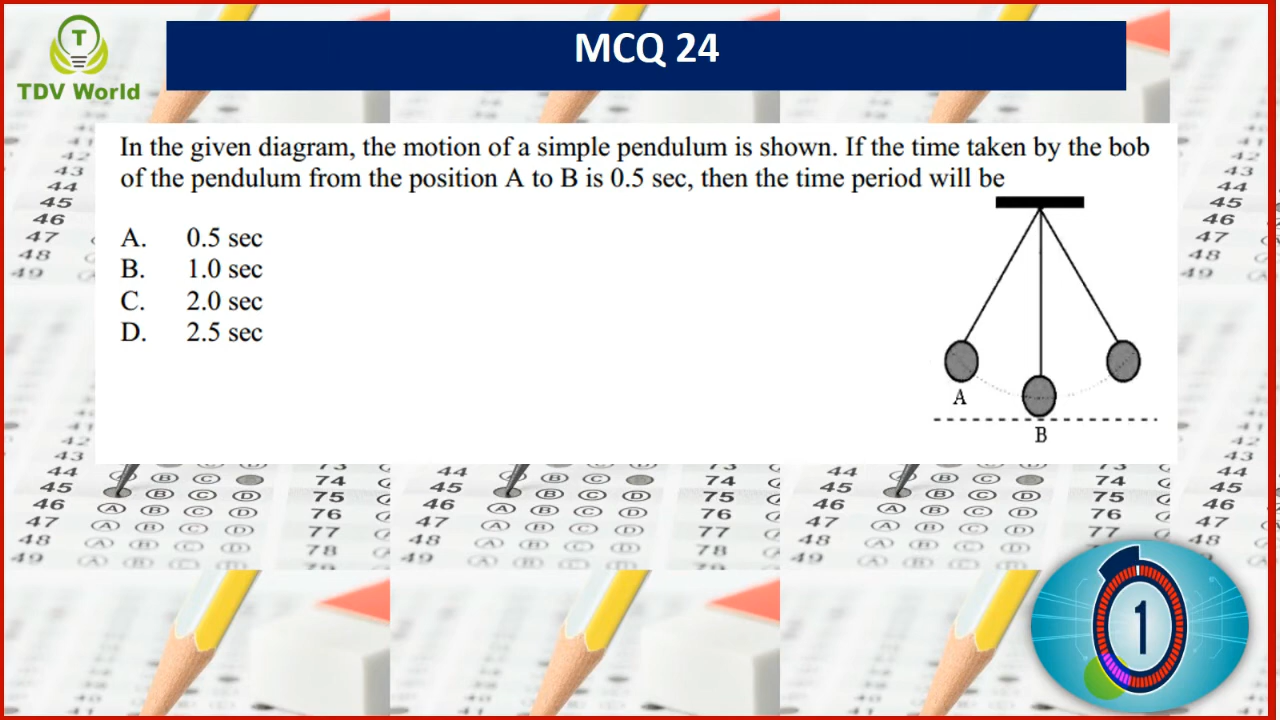 T
TDV World
MCQ 24
In the given diagram, the motion of a simple pendulum is shown. If the time taken by the bob
of the pendulum from the position A to B is 0.5 sec, then the time period will be
A. 0.5 sec
B. 1.0 sec
C. 2.0 sec
D. 2.5 sec
A
B
1